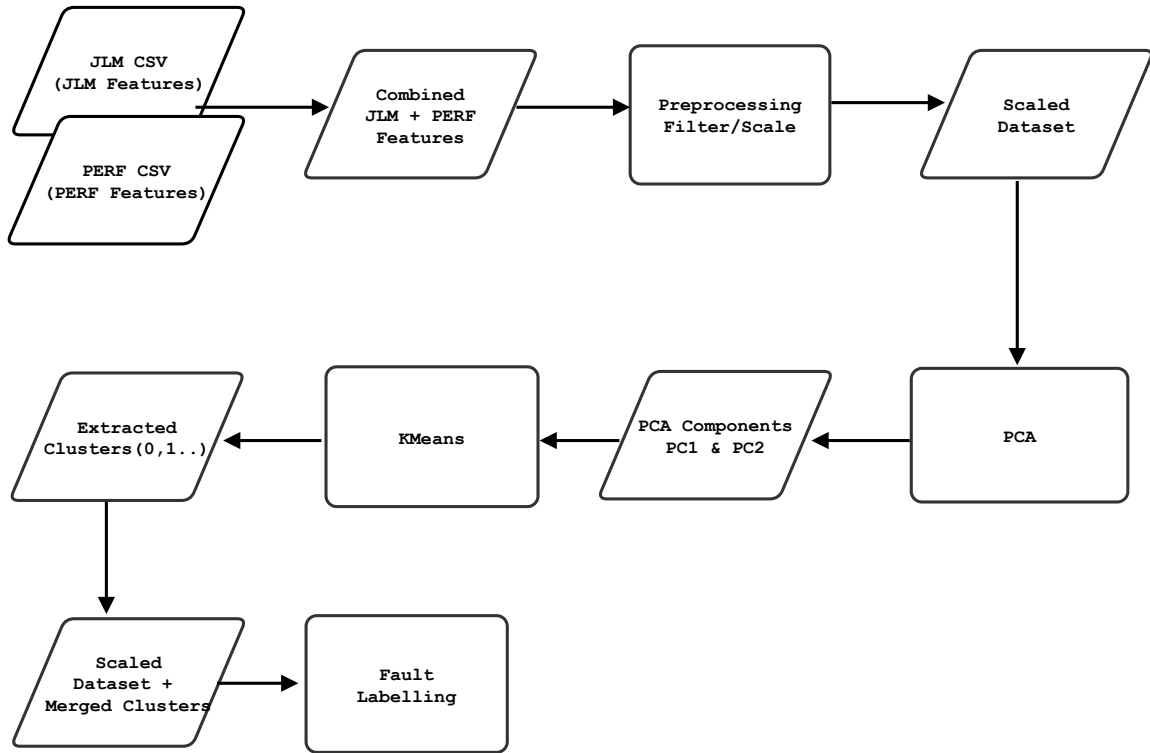 JLM CSV
(JLM Features)
PERF CSV
(PERF Features)
Combined
JLM + PERF
Features
Preprocessing
Filter/Scale
Scaled
Dataset
PCA
PCA Components
PC1 & PC2
KMeans
Extracted
Clusters(0,1..)
Scaled
Dataset +
Merged Clusters
Fault
Labelling